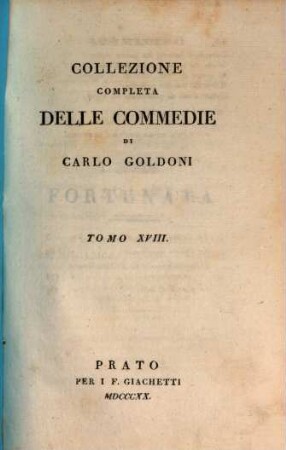 COLLEZIONE
COMPLETA
DELLE COMMEDIE
DI
CARLO GOLDONI
TOMO XVIII.
PRATO
PER I F. GIACHETTI
MDCCCXX.